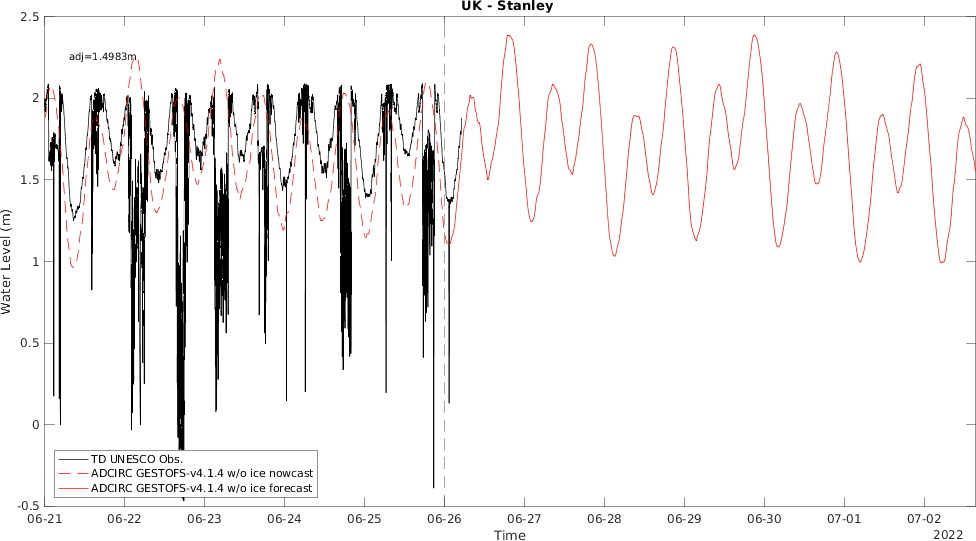 UK - Stanley
adj=1.4983m
Water Level (m)
2.5
2
1.5
1
0.5
0
-0.5
TD UNESCO Obs.
ADCIRC GESTOFS-v4.1.4 w/o ice nowcast
ADCIRC GESTOFS-v4.1.4 w/o ice forecast
06-21 06-22 06-23 06-24 06-25 06-26 06-27 06-28 06-29 06-30 07-01 07-02
Time
2022